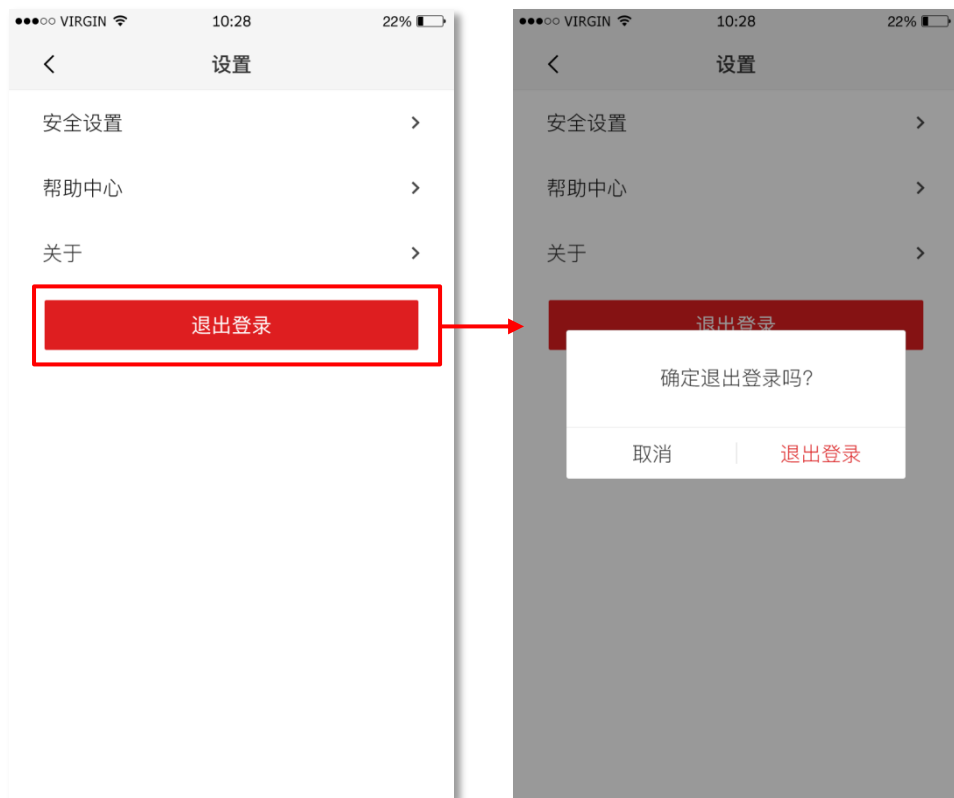 VIRGIN 10:28 22%
设置
安全设置
帮助中心
关于
退出登录
VIRGIN 10:28 22%
设置
安全设置
帮助中心
关于
退出登录
确定退出登录吗?
取消 退出登录